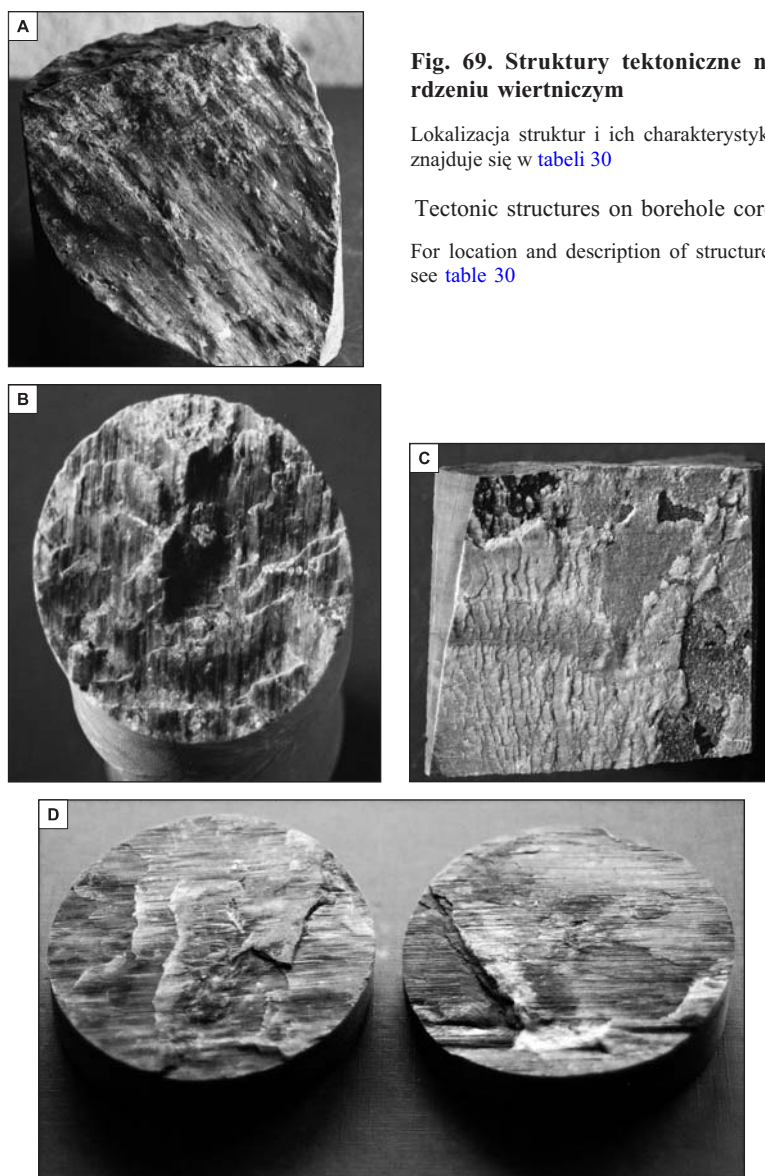 A
Fig. 69. Struktury tektoniczne n
rdzeniu wiertniczym
Lokalizacja struktur i ich charakterystyk
znajduje się w tabeli 30
Tectonic structures on borehole cor
For location and description of structure
see table 30
B
C
D